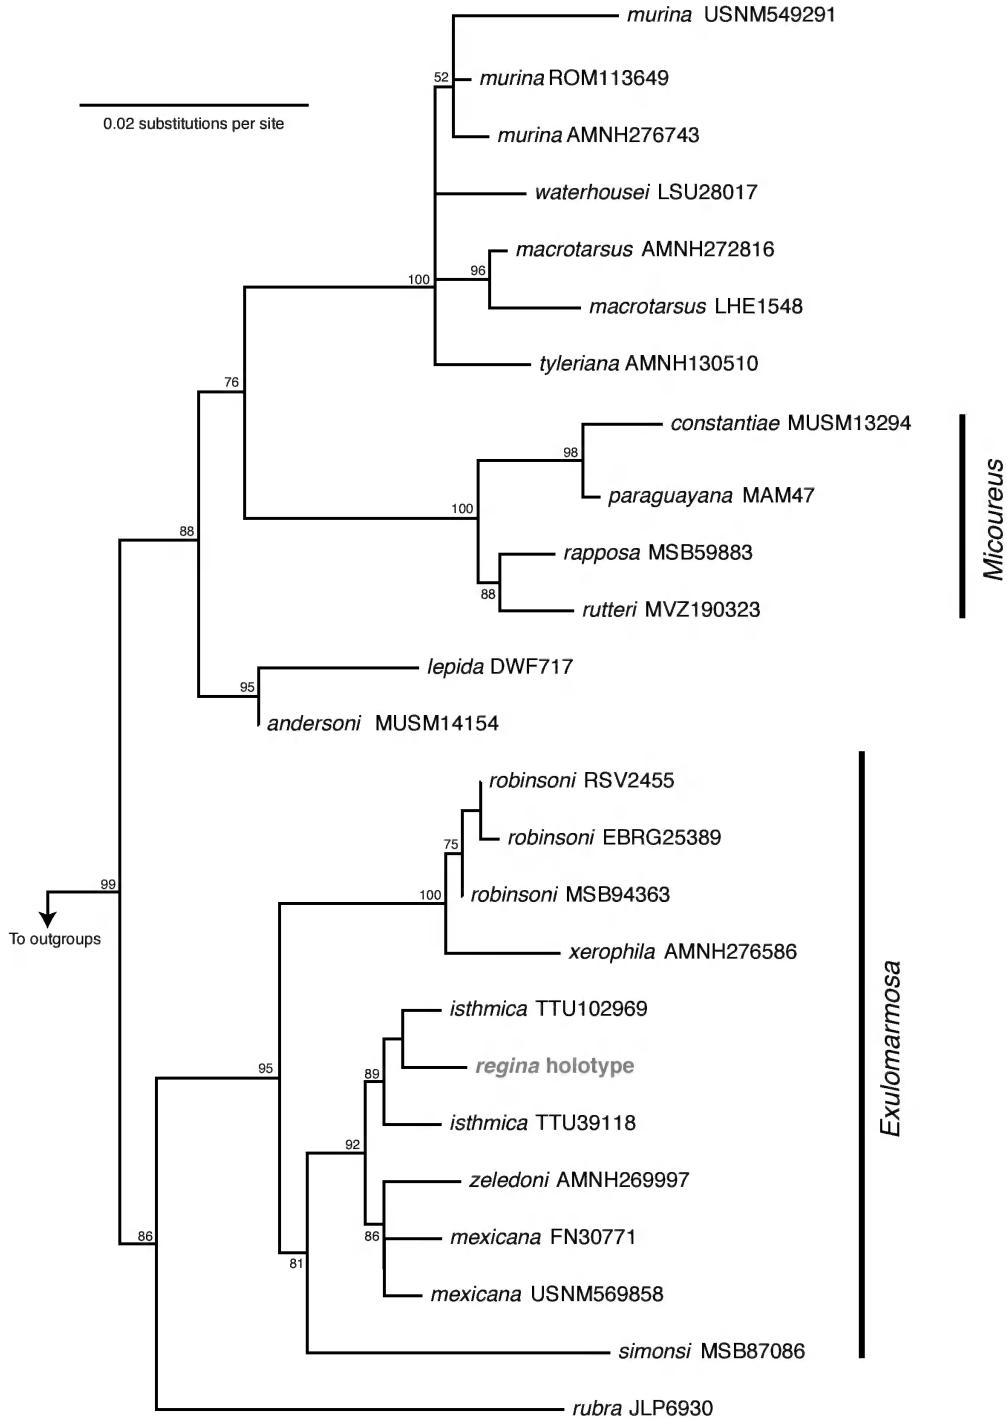 murina USNM549291
52
murina ROM113649
0.02 substitutions per site
murina AMNH276743
waterhousei LSU28017
macrotarsus AMNH272816
96
100
macrotarsus LHE1548
tyleriana AMNH130510
76
constantiae MUSM13294
98
paraguayana MAM47
100
rapposa MSB59883
88
rutteri MVZ190323
Micoureus
88
lepida DWF717
95
andersoni MUSM14154
robinsoni RSV2455
robinsoni EBRG25389
75
robinsoni MSB94363
100
99
To outgroups
xerophila AMNH276586
isthmica TTU102969
regina holotype
89
95
isthmica TTU39118
92
zeledoni AMNH269997
86
mexicana FN30771
86
81
mexicana USNM569858
simonsi MSB87086
Exulomarmosa
rubra JLP6930